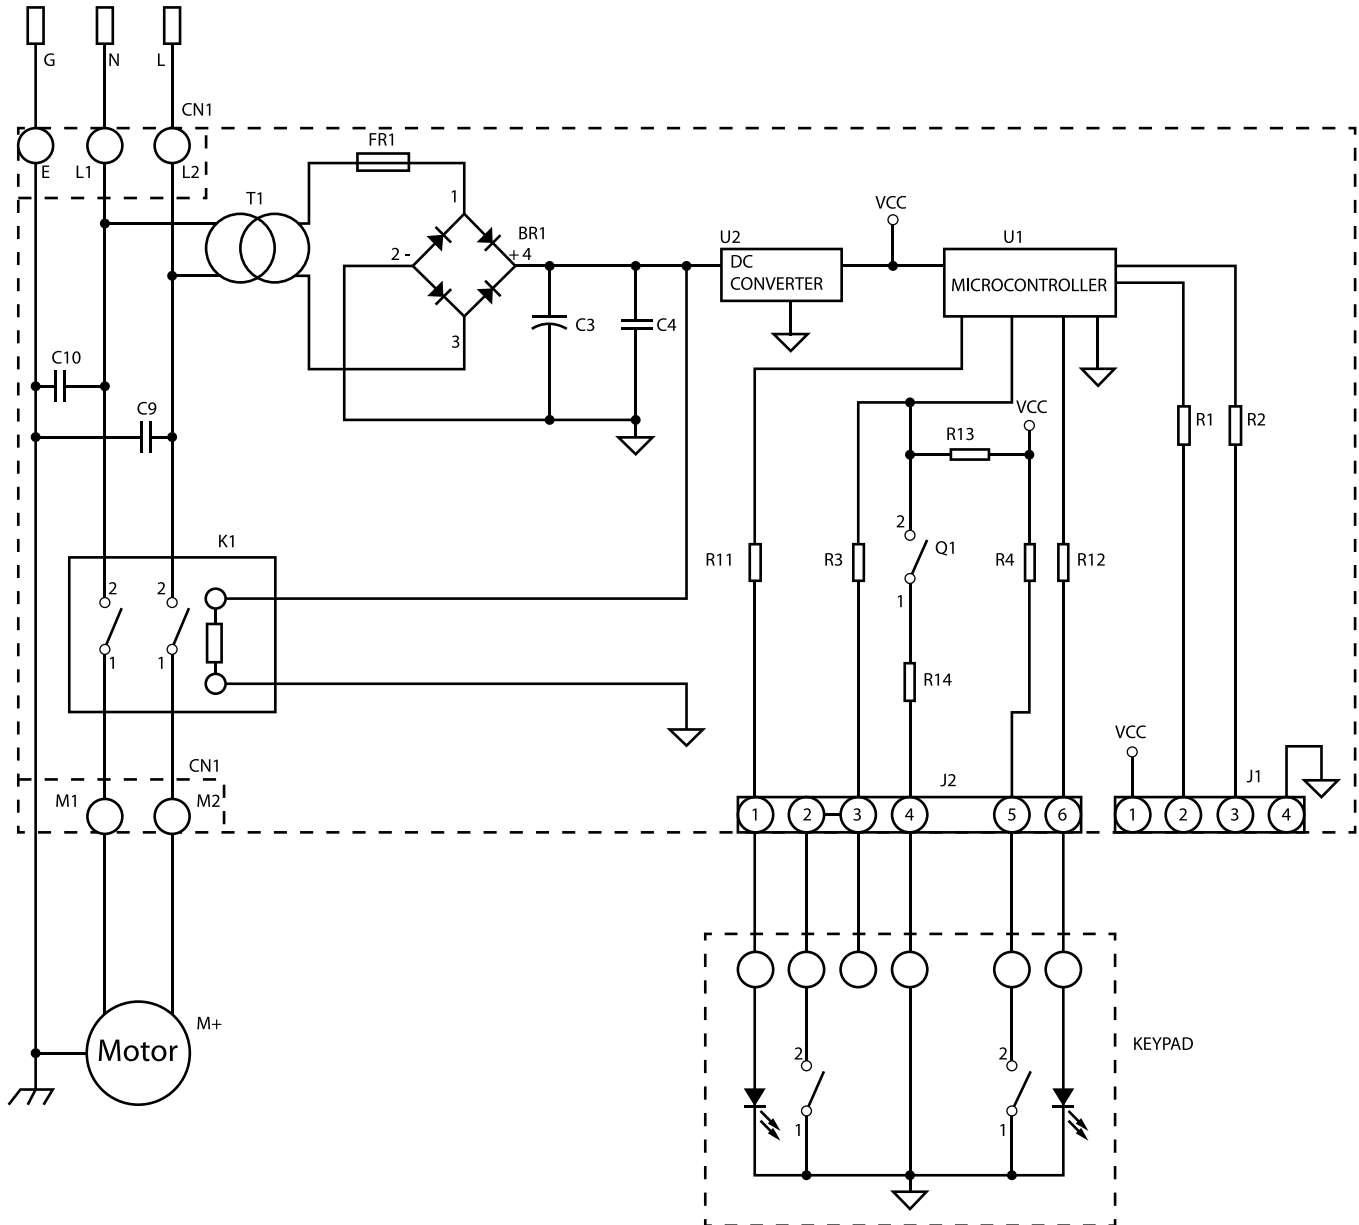 G N L
CN1
FR1
E L1 L2
T1
1
VCC
BR1
2 - + 4
U2
U1
DC
CONVERTER
MICROCONTROLLER
C3 C4
3
C10
C9
VCC
R13
R1 R2
2
Q1
K1
R11 R3 R4 R12
2 2
1
1 1
R14
VCC
CN1
J2
J1
M1 M2
1 2 3 4 5 6
1 2 3 4
M+
Motor
KEYPAD
2 2
1 1